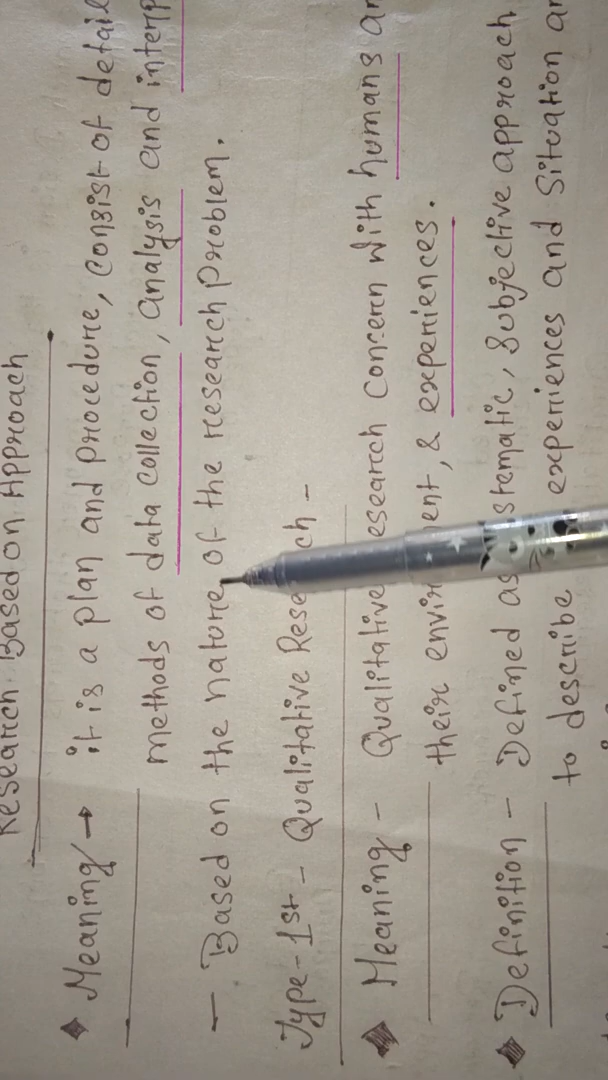 Research Based on Approach
Meaning → it is a plan and procedure, consist of detail
methods of data collection, analysis and interp
– Based on the nature of the research problem.
Type-1st – Qualitative Rese ch –
Meaning – Qualitative esearch concern with humans an
their envir ent, & experiences.
Definition – Defined as stematic, subjective approach
to describe experiences and situation an